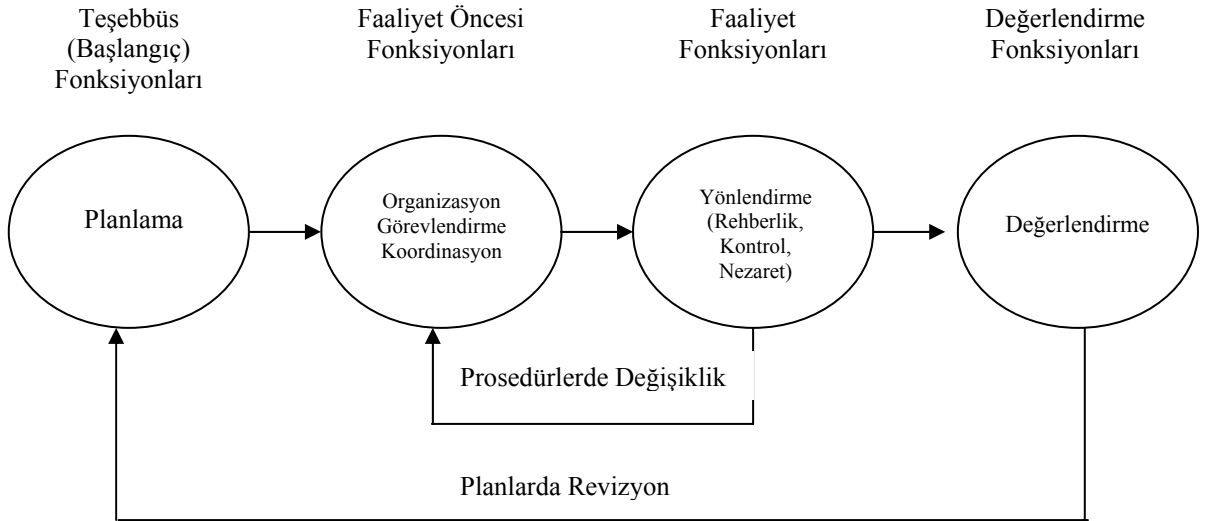 Teşebbüs
(Başlangıç)
Fonksiyonları
Faaliyet Öncesi
Fonksiyonları
Faaliyet
Fonksiyonları
Değerlendirme
Fonksiyonları
Planlama
Organizasyon
Görevlendirme
Koordinasyon
Yönlendirme
(Rehberlik,
Kontrol,
Nezaret)
Değerlendirme
Prosedürlerde Değişiklik
Planlarda Revizyon